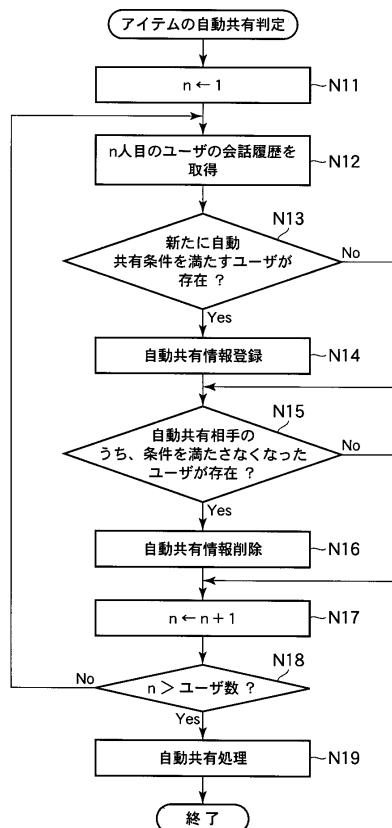 アイテムの自動共有判定
n ← 1
N11
n人目のユーザの会話履歴を
取得
N12
N13
新たに自動
共有条件を満たすユーザが
存在 ?
No
Yes
自動共有情報登録
N14
N15
自動共有相手の
うち、条件を満たさなくなった
ユーザが存在 ?
No
Yes
自動共有情報削除
N16
n ← n + 1
N17
N18
n > ユーザ数 ?
No
Yes
自動共有処理
N19
終了